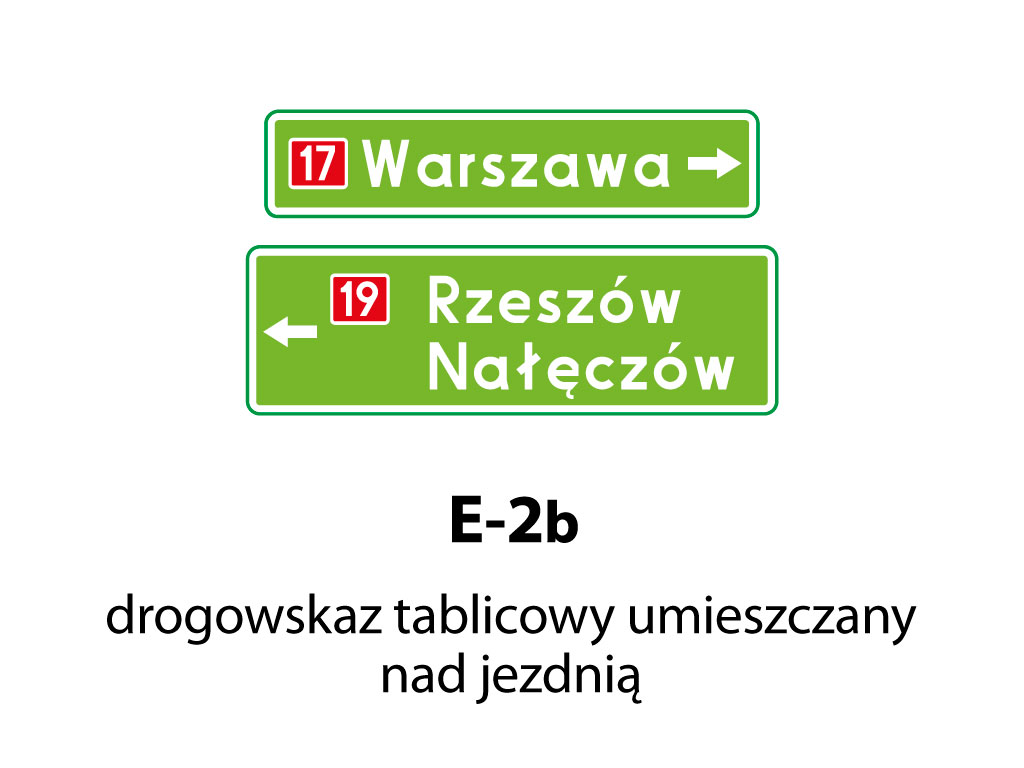 17 Warszawa
19 Rzeszów
Nałęczów
E-2b
drogowskaz tablicowy umieszczany
nad jezdnią